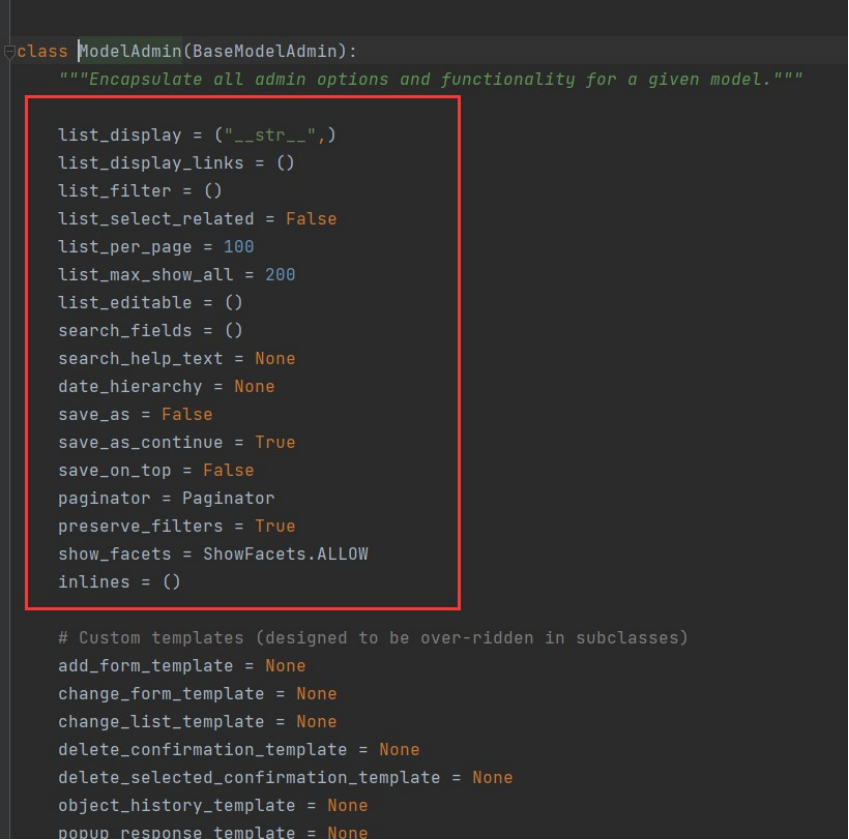 class ModelAdmin(BaseModelAdmin):
"""Encapsulate all admin options and functionality for a given model."""
list_display = ("__str__",)
list_display_links = ()
list_filter = ()
list_select_related = False
list_per_page = 100
list_max_show_all = 200
list_editable = ()
search_fields = ()
search_help_text = None
date_hierarchy = None
save_as = False
save_as_continue = True
save_on_top = False
paginator = Paginator
preserve_filters = True
show_facets = ShowFacets.ALLOW
inlines = ()
# Custom templates (designed to be over-ridden in subclasses)
add_form_template = None
change_form_template = None
change_list_template = None
delete_confirmation_template = None
delete_selected_confirmation_template = None
object_history_template = None
popup_response_template = None